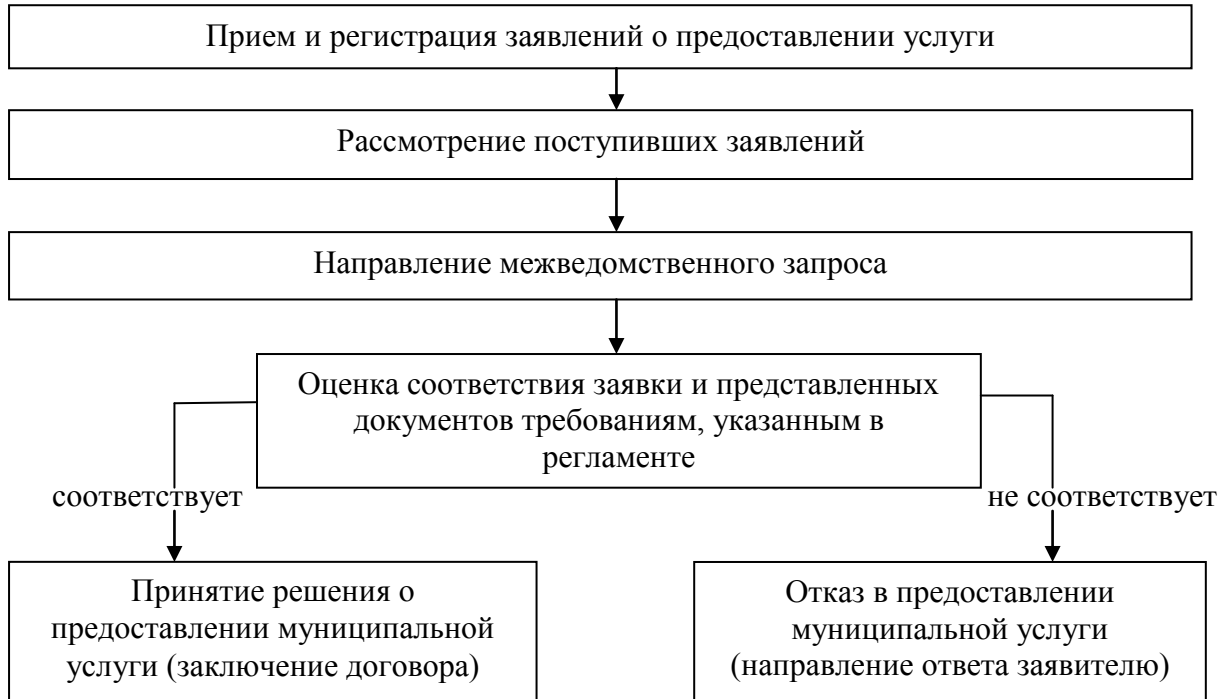 Прием и регистрация заявлений о предоставлении услуги
Рассмотрение поступивших заявлений
Направление межведомственного запроса
Оценка соответствия заявки и представленных
документов требованиям, указанным в
регламенте
соответствует
не соответствует
Принятие решения о
предоставлении муниципальной
услуги (заключение договора)
Отказ в предоставлении
муниципальной услуги
(направление ответа заявителю)